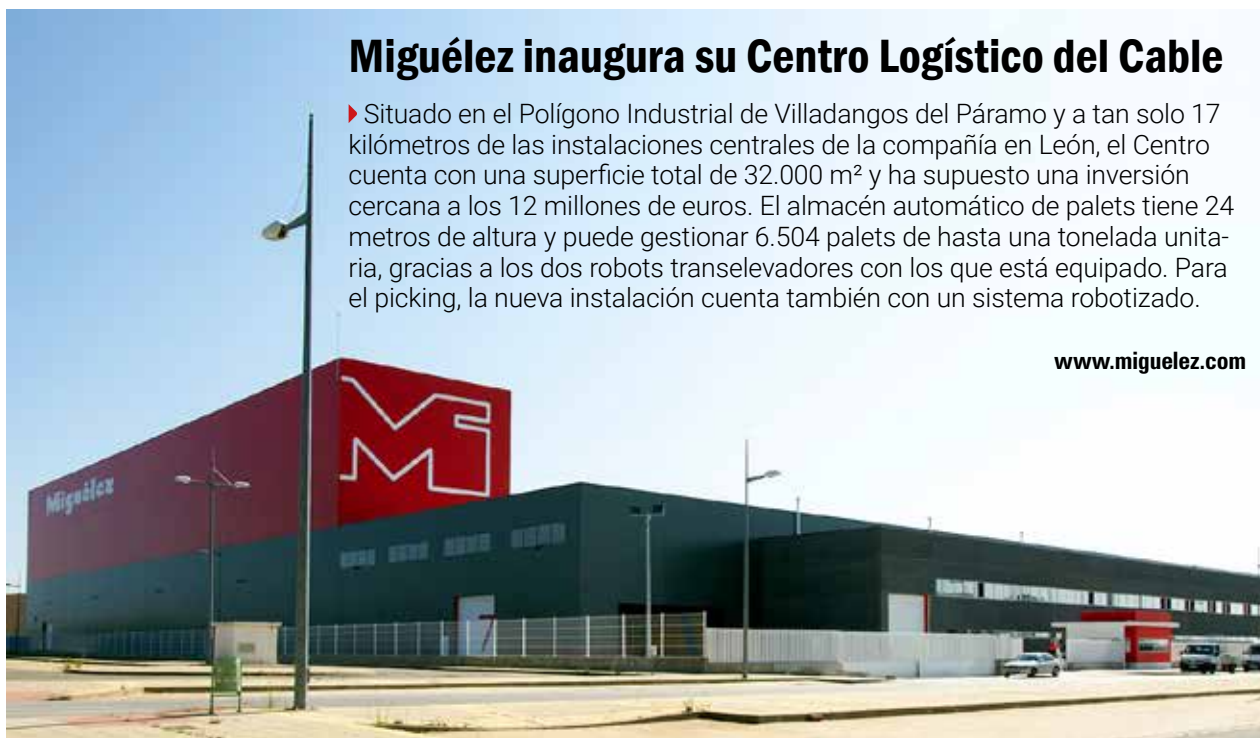 Miguélez inaugura su Centro Logístico del Cable
Situado en el Polígono Industrial de Villadangos del Páramo y a tan solo 17
kilómetros de las instalaciones centrales de la compañía en León, el Centro
cuenta con una superficie total de 32.000 m² y ha supuesto una inversión
cercana a los 12 millones de euros. El almacén automático de palets tiene 24
metros de altura y puede gestionar 6.504 palets de hasta una tonelada unita-
ria, gracias a los dos robots transelevadores con los que está equipado. Para
el picking, la nueva instalación cuenta también con un sistema robotizado.
www.miguelez.com
Miguélez